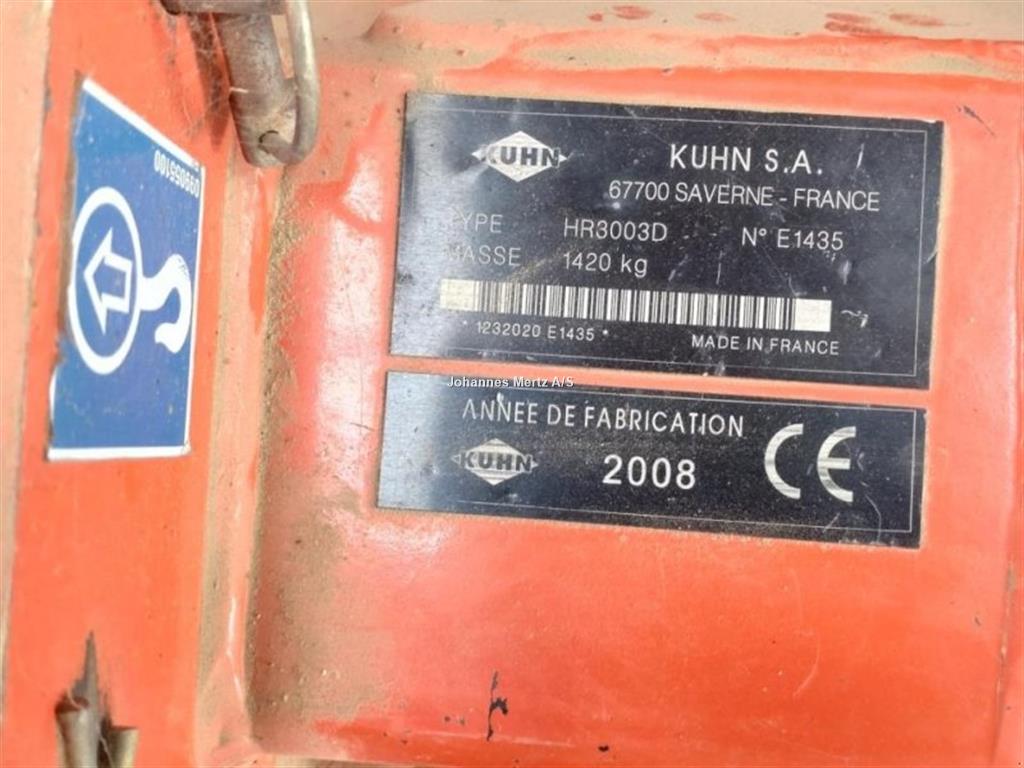 099055100
KUHN
KUHN S.A.
67700 SAVERNE - FRANCE
TYPE HR3003D N° E1435
MASSE 1420 kg
* 1232020 E1435 *
MADE IN FRANCE
Johannes Mertz A/S
ANNEE DE FABRICATION
KUHN 2008 CE